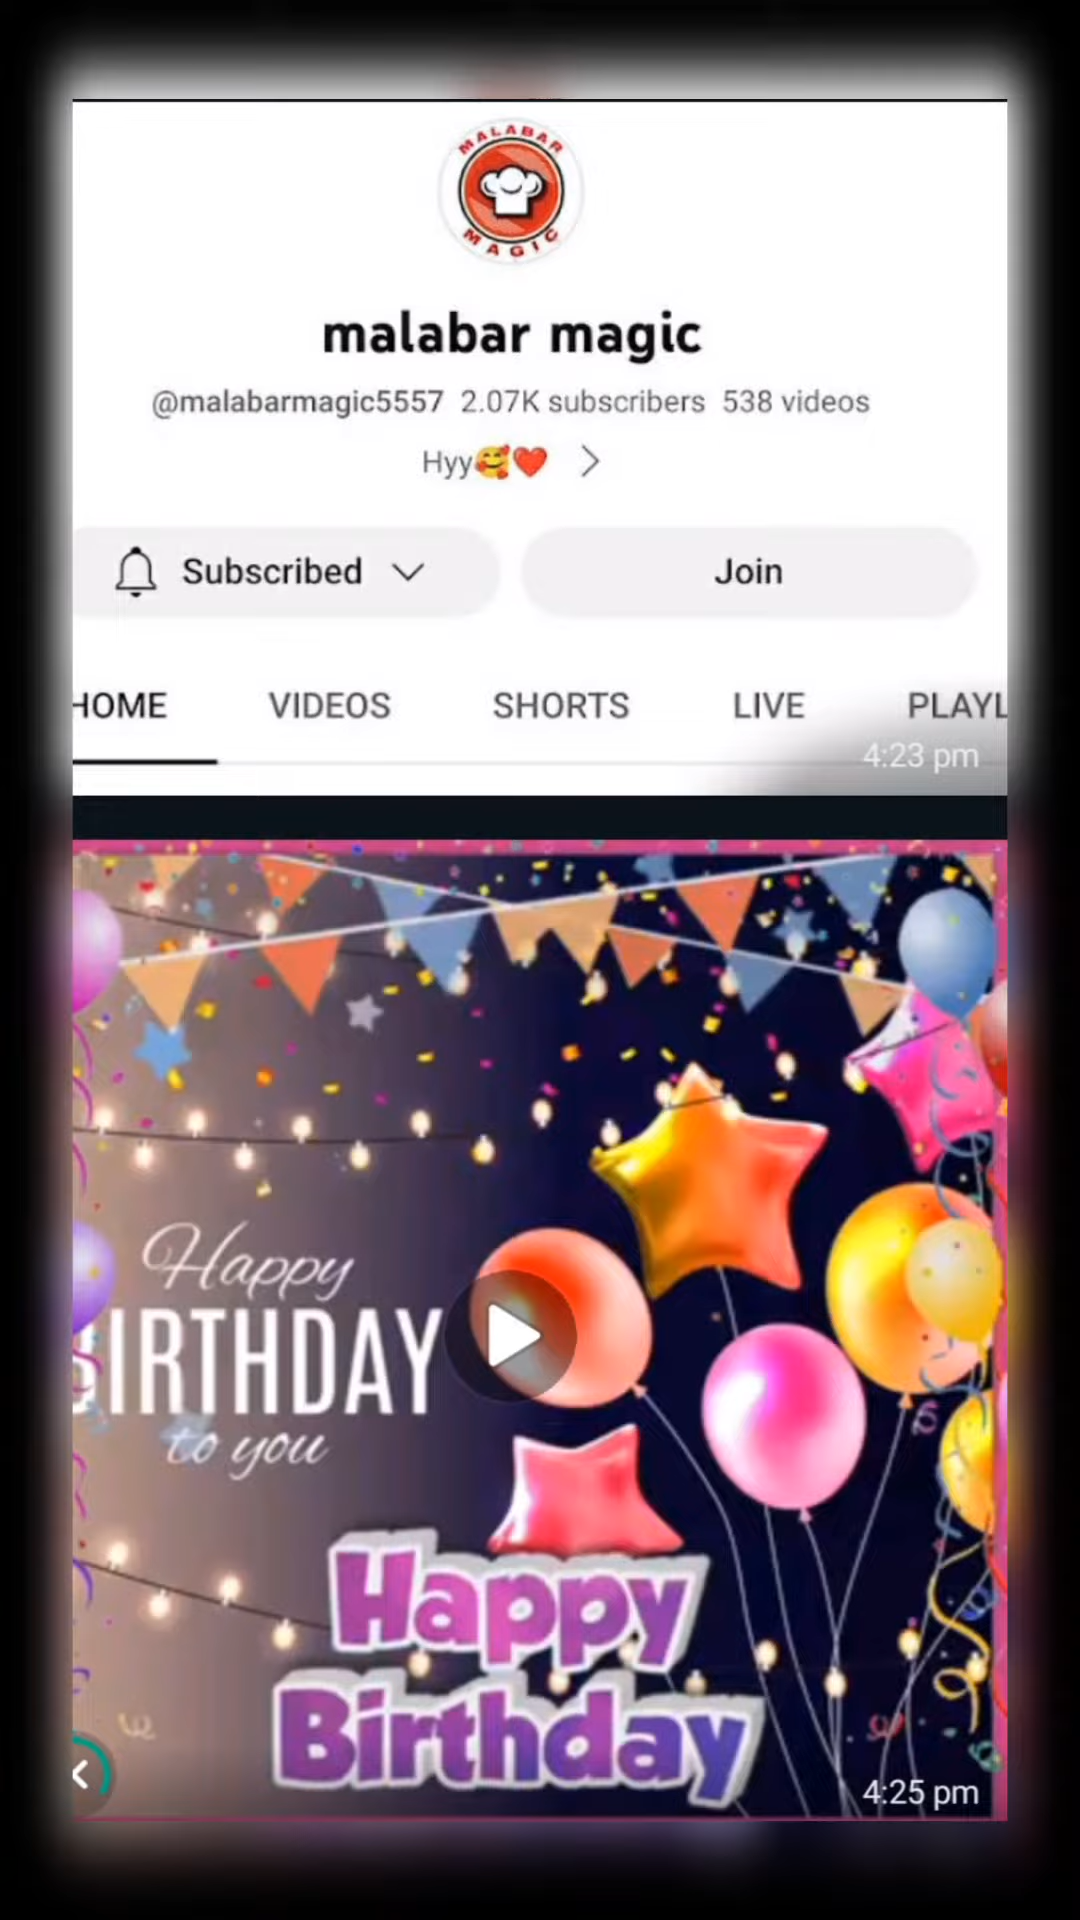 MALABAR
MAGIC
malabar magic
@malabarmagic5557 2.07K subscribers 538 videos
Hyy🥰❤️ >
Subscribed
Join
HOME VIDEOS SHORTS LIVE PLAYL
4:23 pm
Happy
BIRTHDAY
to you
Happy
Birthday
4:25 pm